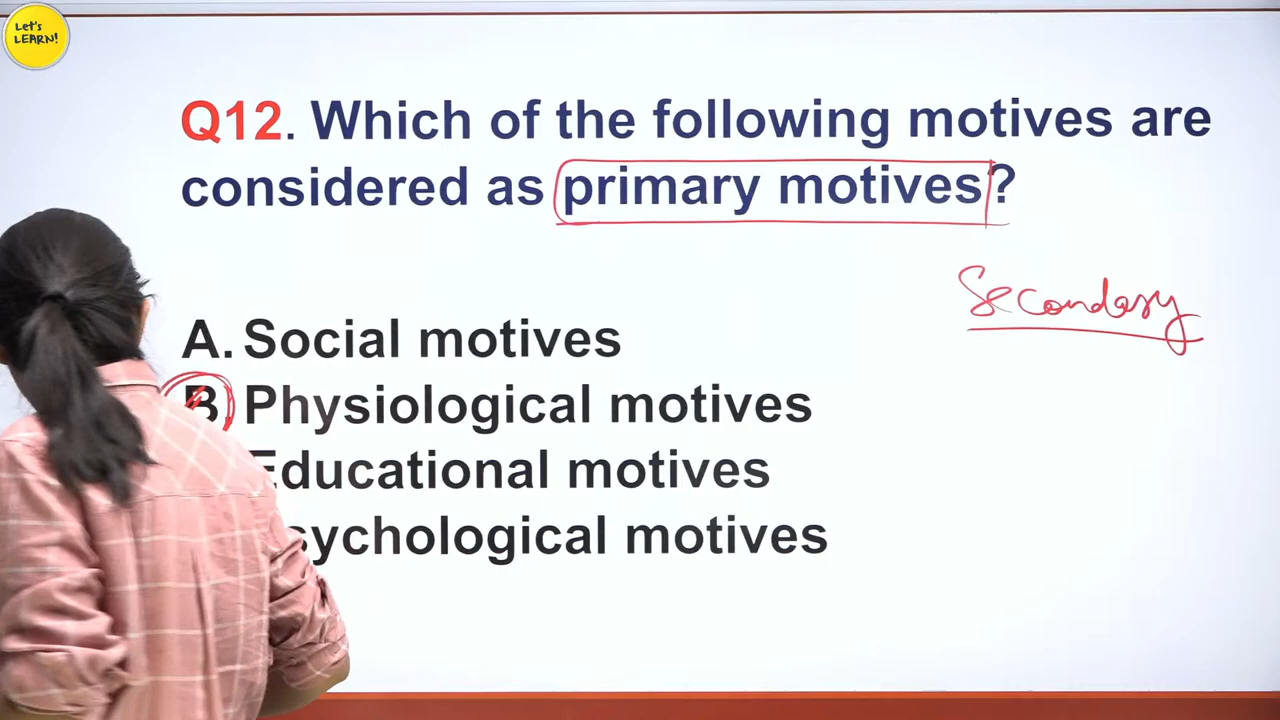 Let's
LEARN!
Q12. Which of the following motives are
considered as primary motives?
Secondary
A. Social motives
B Physiological motives
Educational motives
sychological motives